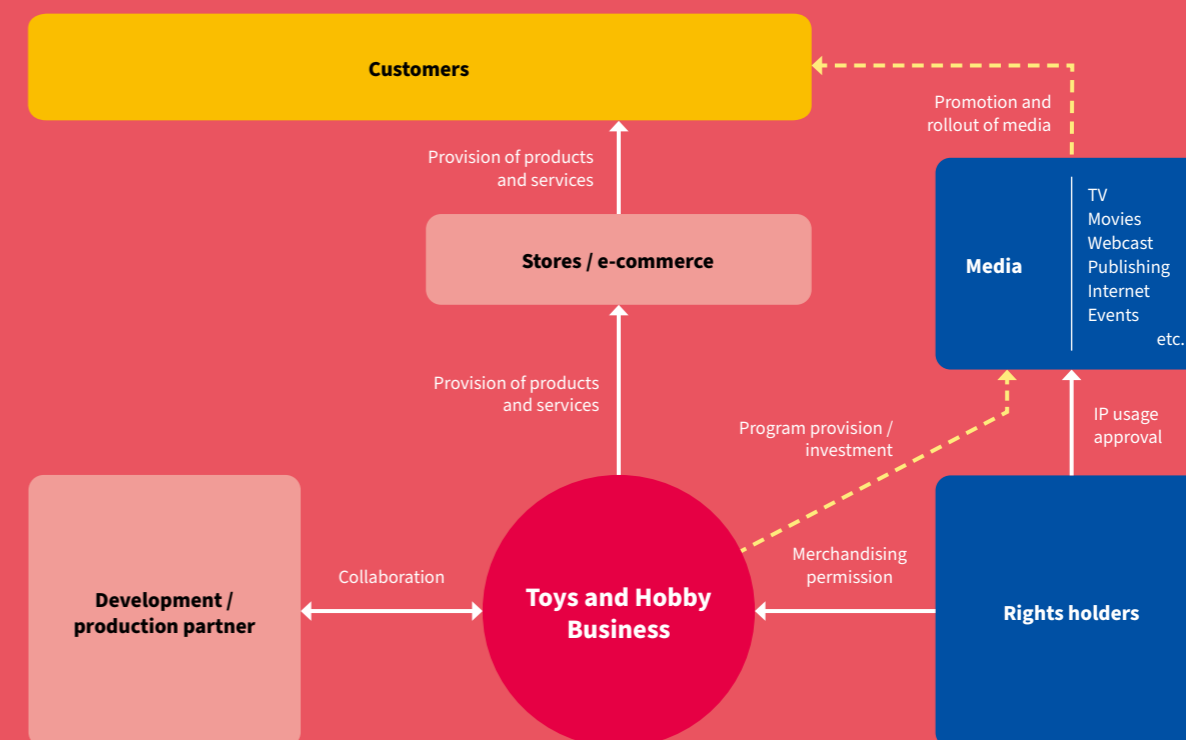 Customers
Promotion and
rollout of media
Provision of products
and services
TV
Movies
Webcast
Publishing
Internet
Events
etc.
Media
Stores / e-commerce
Provision of products
and services
Program provision /
investment
IP usage
approval
Development /
production partner
Collaboration
Toys and Hobby
Business
Merchandising
permission
Rights holders